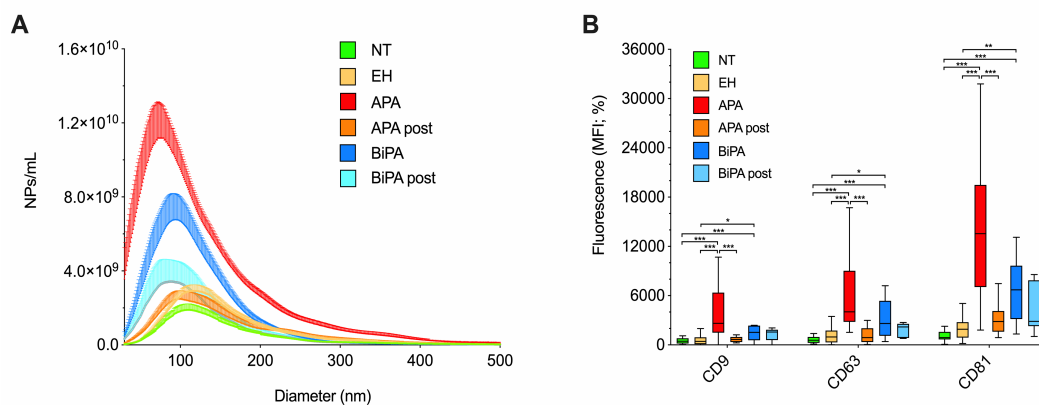 A
NPs/mL
1.6×10¹⁰
1.2×10¹⁰
8.0×10⁹
4.0×10⁹
0.0
100
200
300
400
500
Diameter (nm)
NT
EH
APA
APA post
BiPA
BiPA post
B
Fluorescence (MFI; %)
36000
30000
24000
18000
12000
6000
0
NT
EH
APA
APA post
BiPA
BiPA post
*
***
***
*** ***
*
***
***
*** ***
**
***
***
*** ***
CD9
CD63
CD81